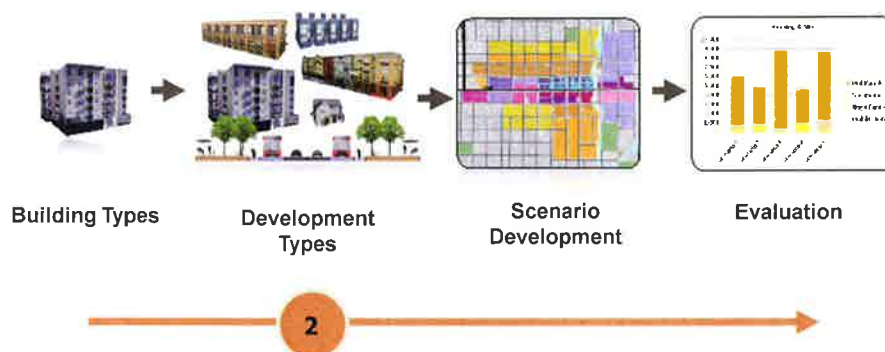 Building Types
Development
Types
Scenario
Development
Evaluation
2